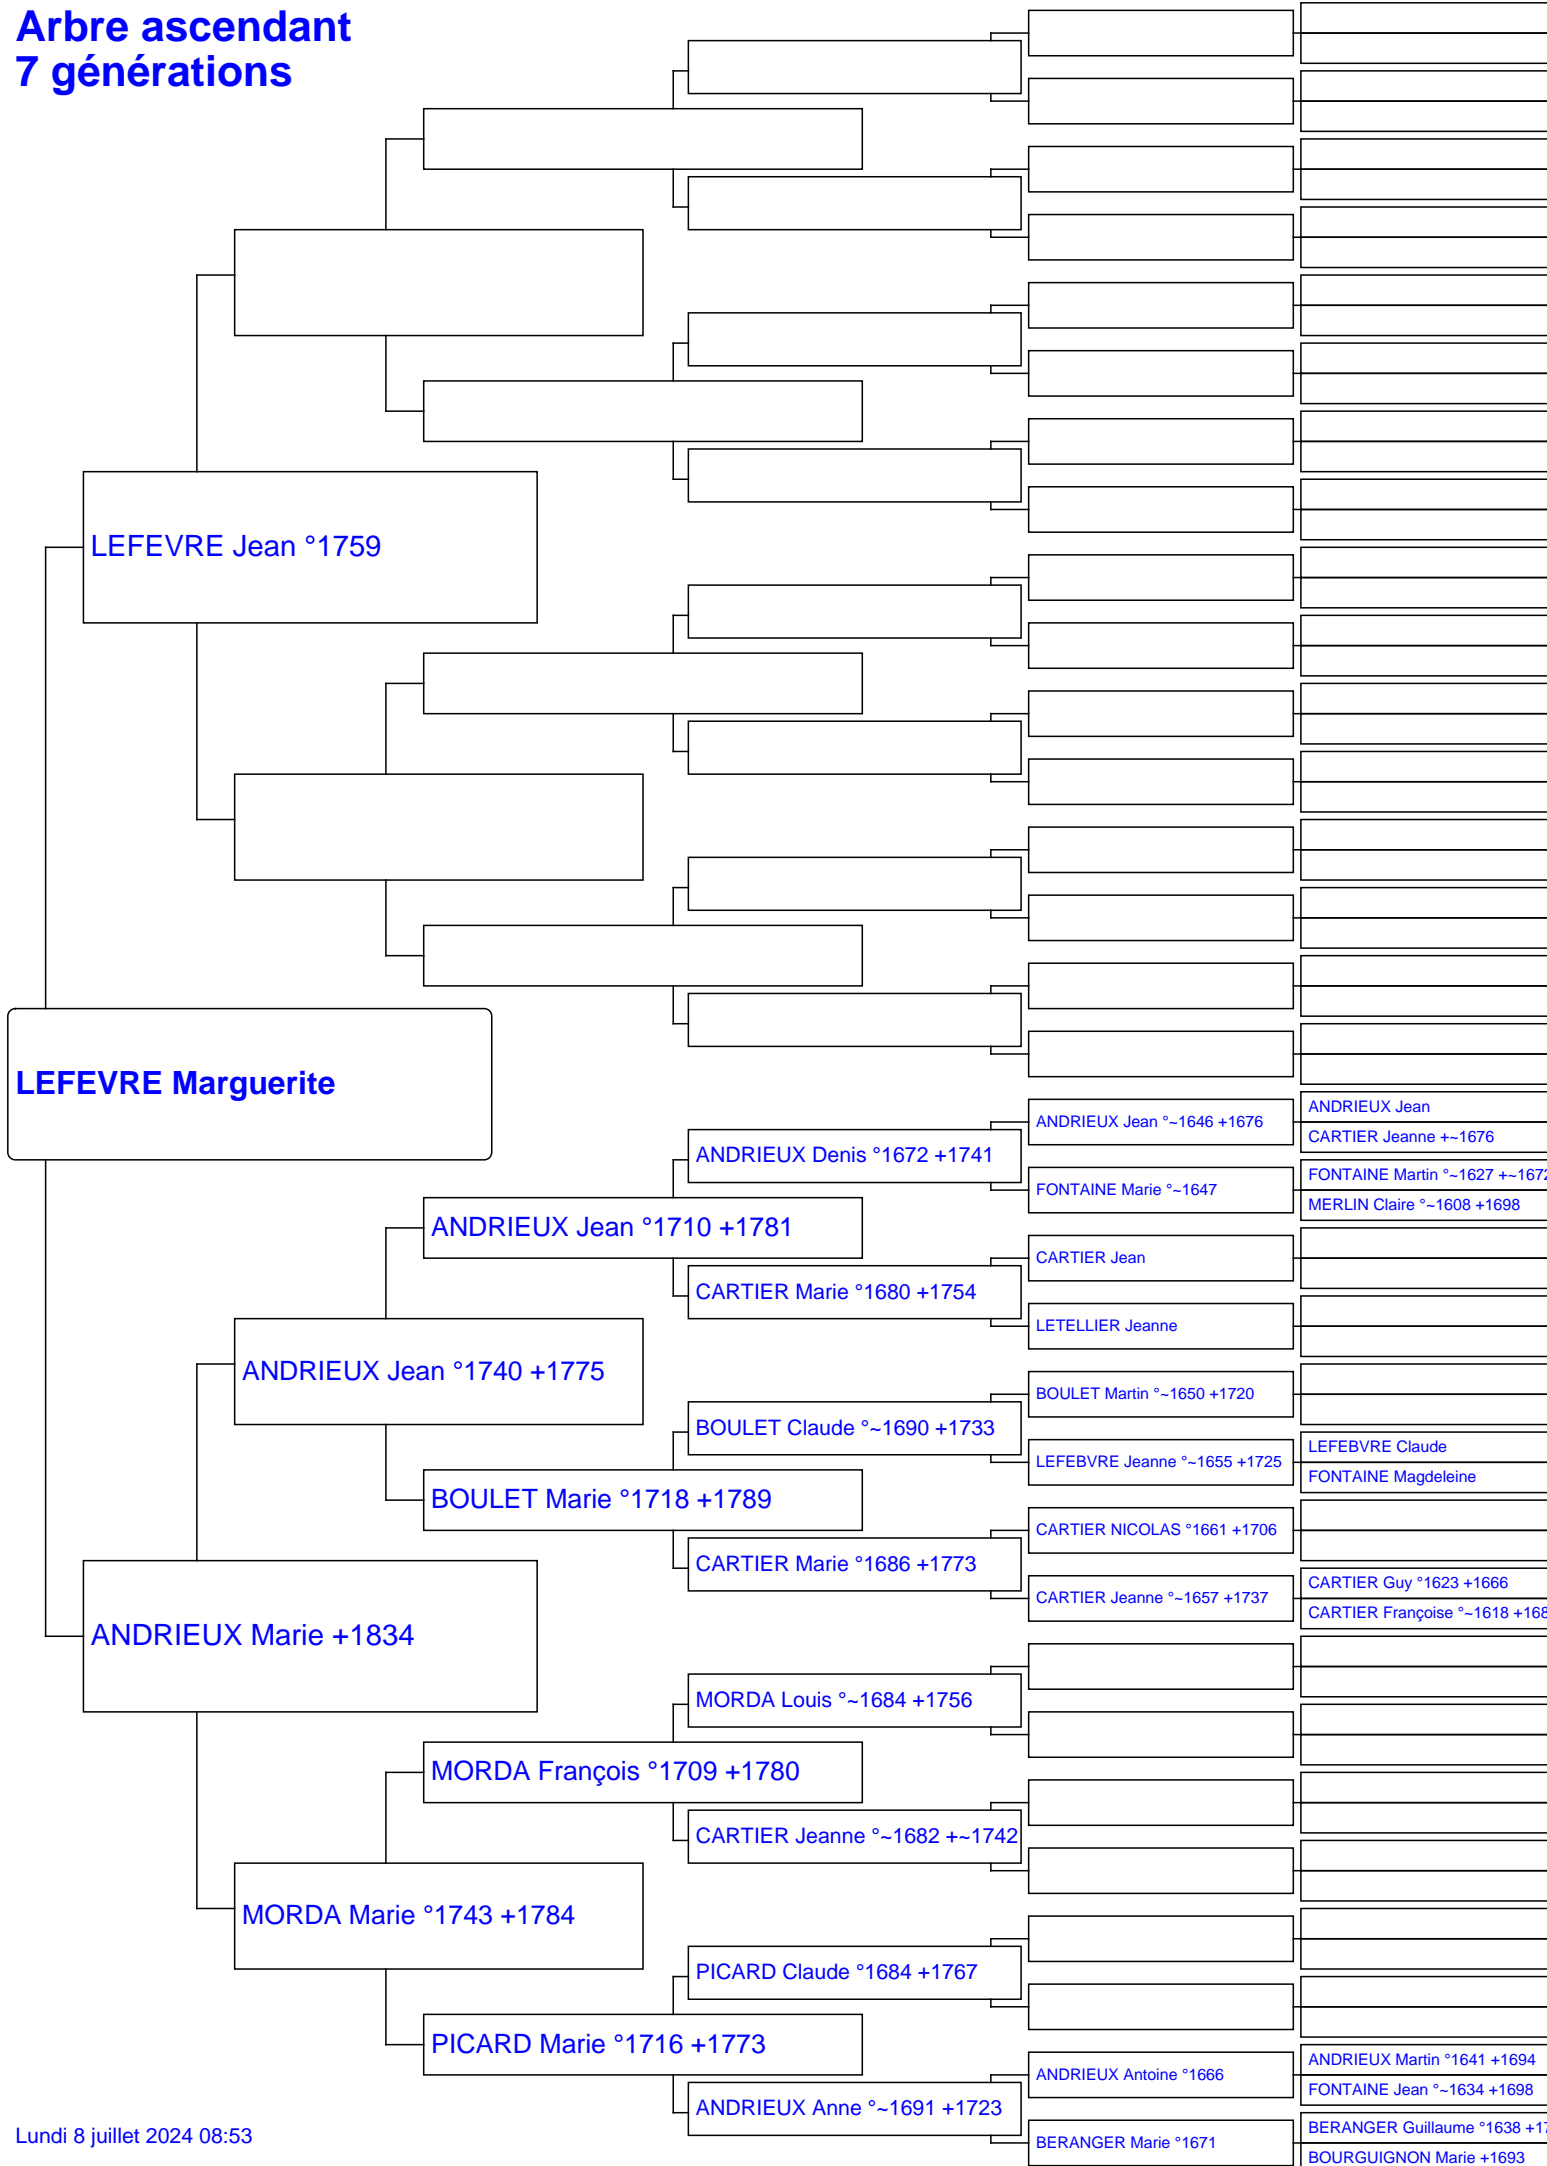 Arbre ascendant
7 générations
LEFEVRE Jean °1759
LEFEVRE Marguerite
ANDRIEUX Jean °~1646 +1676
ANDRIEUX Jean
CARTIER Jeanne +~1676
ANDRIEUX Denis °1672 +1741
FONTAINE Marie °~1647
FONTAINE Martin °~1627 +~1672
MERLIN Claire °~1608 +1698
ANDRIEUX Jean °1710 +1781
CARTIER Jean
CARTIER Marie °1680 +1754
LETELLIER Jeanne
ANDRIEUX Jean °1740 +1775
BOULET Martin °~1650 +1720
BOULET Claude °~1690 +1733
LEFEBVRE Jeanne °~1655 +1725
LEFEBVRE Claude
FONTAINE Magdeleine
BOULET Marie °1718 +1789
CARTIER NICOLAS °1661 +1706
CARTIER Marie °1686 +1773
CARTIER Jeanne °~1657 +1737
CARTIER Guy °1623 +1666
CARTIER Françoise °~1618 +168
ANDRIEUX Marie +1834
MORDA Louis °~1684 +1756
MORDA François °1709 +1780
CARTIER Jeanne °~1682 +~1742
MORDA Marie °1743 +1784
PICARD Claude °1684 +1767
PICARD Marie °1716 +1773
ANDRIEUX Antoine °1666
ANDRIEUX Martin °1641 +1694
FONTAINE Jean °~1634 +1698
ANDRIEUX Anne °~1691 +1723
BERANGER Marie °1671
BERANGER Guillaume °1638 +17
BOURGUIGNON Marie +1693
Lundi 8 juillet 2024 08:53